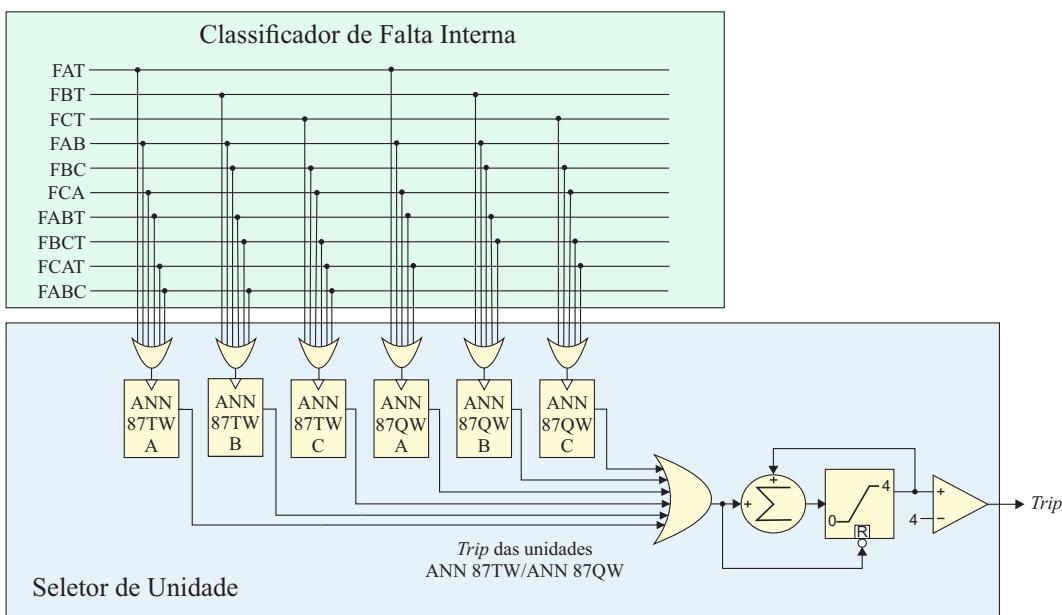 Classificador de Falta Interna
FAT
FBT
FCT
FAB
FBC
FCA
FABT
FBCT
FCAT
FABC
ANN
87TW
A
ANN
87TW
B
ANN
87TW
C
ANN
87QW
A
ANN
87QW
B
ANN
87QW
C
+
+
Σ
0
4
R
+
4
−
Trip
Trip das unidades
ANN 87TW/ANN 87QW
Seletor de Unidade